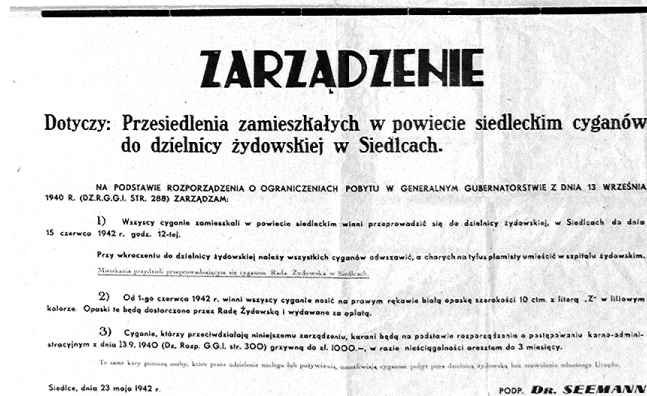 ZARZĄDZENIE
Dotyczy: Przesiedlenia zamieszkałych w powiecie siedleckim cyganów
do dzielnicy żydowskiej w Siedlcach.
NA PODSTAWIE ROZPORZĄDZENIA O OGRANICZENIACH POBYTU W GENERALNYM GUBERNATORSTWIE Z DNIA 13 WRZEŚNIA
1940 R. (DZ.R.G.G.I. STR. 288) ZARZĄDZAM:
1) Wszyscy cyganie zamieszkali w powiecie siedleckim winni przeprowadzić się do dzielnicy żydowskiej, w Siedlcach do dnia
15 czerwca 1942 r. godz. 12-tej.
Przy wkroczeniu do dzielnicy żydowskiej należy wszystkich cyganów odwszawić, a chorych na tyfus plamisty umieścić w szpitalu żydowskim.
Mieszkania przydzieli przeprowadzającym się cyganom Rada Żydowska w Siedlcach.
2) Od 1-go czerwca 1942 r. winni wszyscy cyganie nosić na prawym rękawie białą opaskę szerokości 10 ctm. z literą „Z" w liliowym
kolorze. Opaski te będą dostarczone przez Radę Żydowską i wydawane za opłatą.
3) Cyganie, którzy przeciwdziałają niniejszemu zarządzeniu, karani będą na podstawie rozporządzenia o postępowaniu karno-admini-
stracyjnym z dnia 13.9. 1940 (Dz. Rozp. G.G.I. str. 300) grzywną do zł. 1000.—, w razie nieściągalności aresztem do 3 miesięcy.
Te same kary poniosą osoby, które przez udzielenie noclegu lub pożywienia, umożliwiają cyganom pobyt poza dzielnicą żydowską bez zezwolenia odnośnego Urzędu.
Siedlce, dnia 23 maja 1942 r.
PODP. DR. SEEMANN